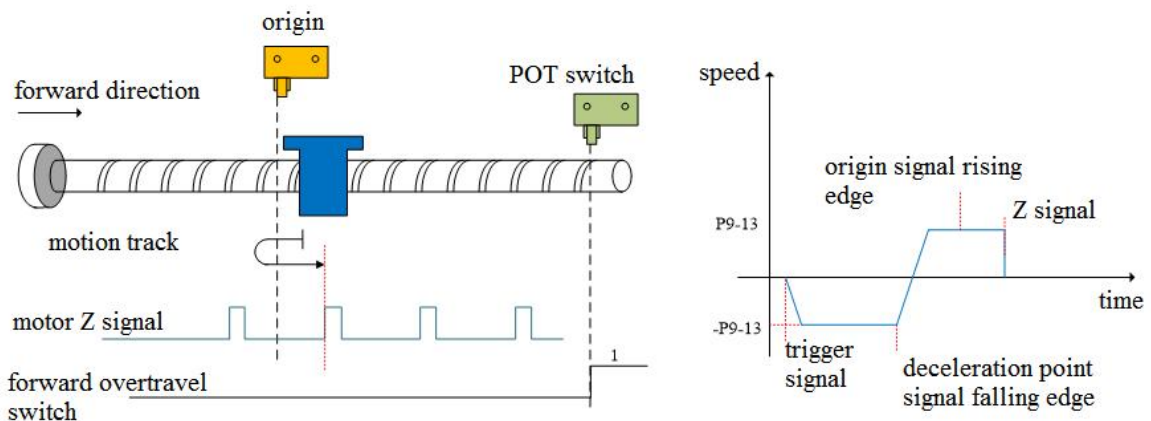 origin
POT switch
forward direction
motion track
motor Z signal
1
forward overtravel
switch
speed
origin signal rising
edge
Z signal
P9-13
time
-P9-13
trigger
signal
deceleration point
signal falling edge